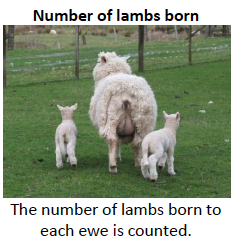 Number of lambs born
The number of lambs born to
each ewe is counted.